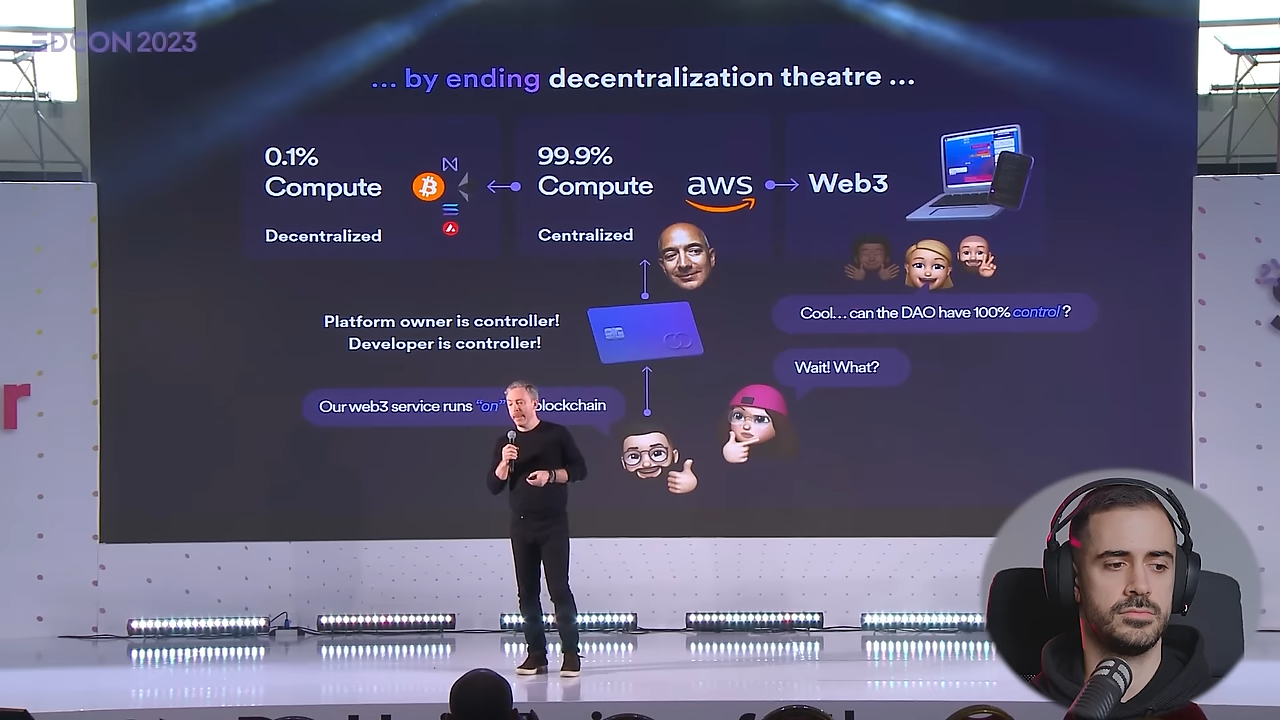 EDCON 2023
... by ending decentralization theatre ...
0.1%
Compute
Decentralized
99.9%
Compute
Centralized
aws
Web3
Platform owner is controller!
Developer is controller!
Cool... can the DAO have 100% control ?
Wait! What?
Our web3 service runs "on" blockchain
r